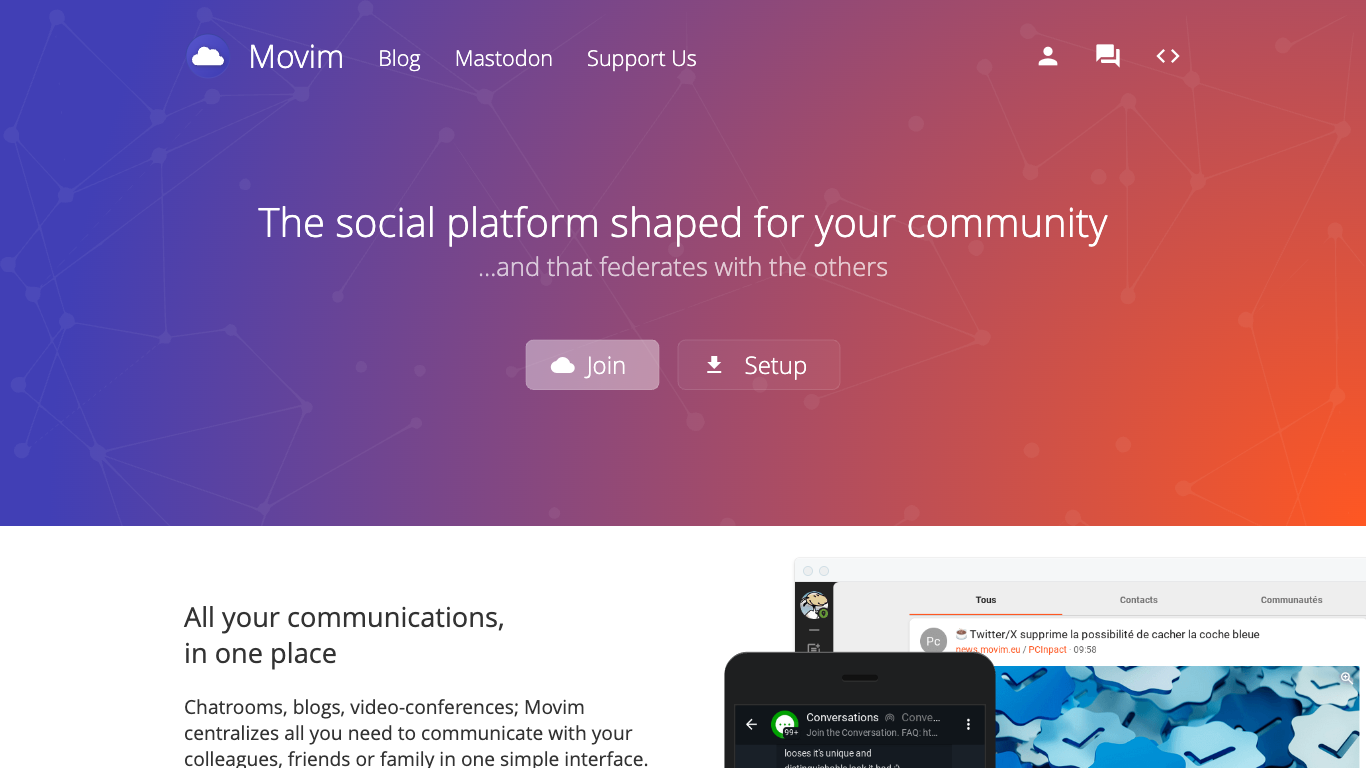 Movim
Blog
Mastodon
Support Us
The social platform shaped for your community
...and that federates with the others
Join
Setup
All your communications,
in one place
Chatrooms, blogs, video-conferences; Movim
centralizes all you need to communicate with your
colleagues, friends or family in one simple interface.
Tous
Contacts
Communautés
Pc
Twitter/X supprime la possibilité de cacher la coche bleue
news.movim.eu / PCInpact · 09:58
Conversations
Conve...
99+
Join the Conversation. FAQ: ht...
looses it's unique and
distinguishable look it had :)